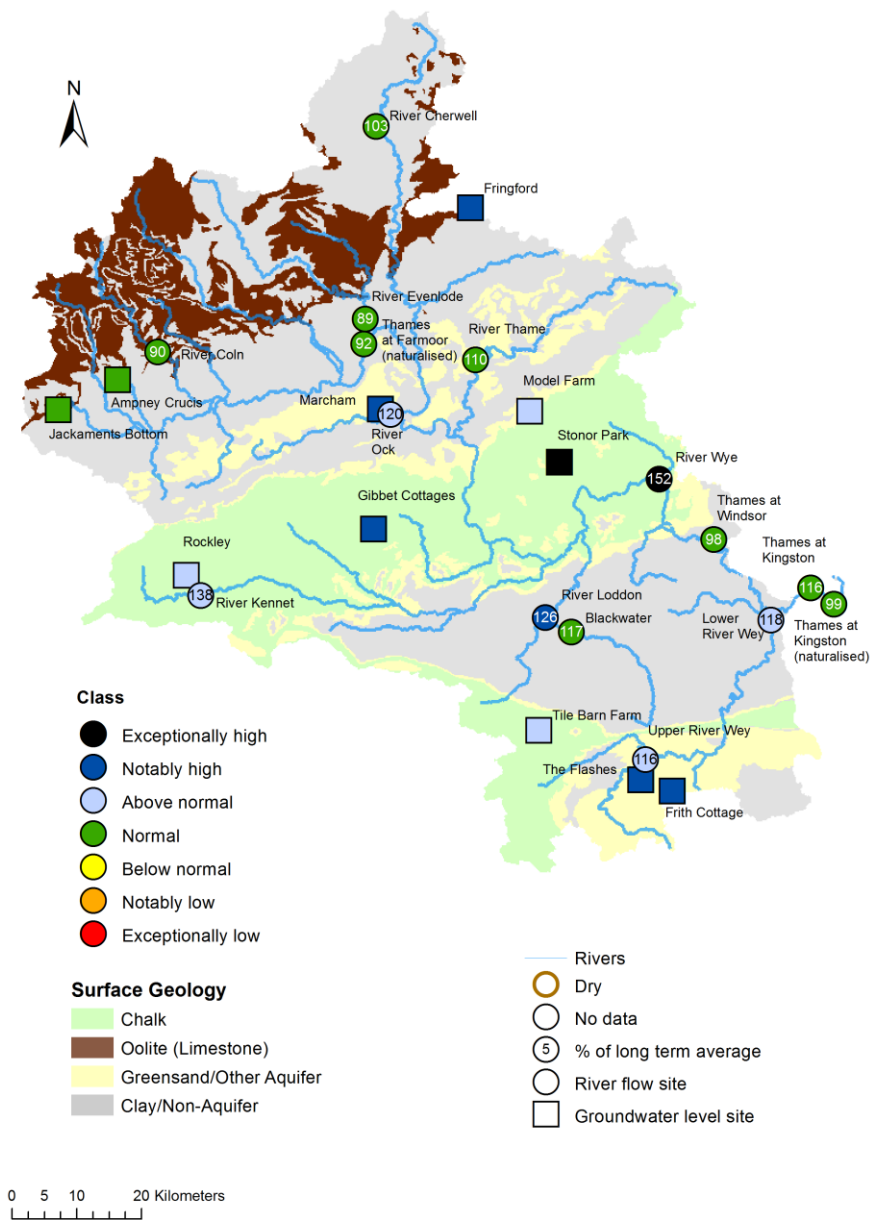 N
103
River Cherwell
Fringford
River Evenlode
89
92
Thames
at Farmoor
(naturalised)
River Thame
110
90
River Coln
Ampney Crucis
Jackaments Bottom
Marcham
120
River
Ock
Model Farm
Stonor Park
River Wye
152
Gibbet Cottages
Thames at
Windsor
98
Rockley
138
River Kennet
Thames at
Kingston
116
99
River Loddon
126
117
Blackwater
Lower
River Wey
118
Thames at
Kingston
(naturalised)
Tile Barn Farm
Upper River Wey
116
The Flashes
Frith Cottage
Class
Exceptionally high
Notably high
Above normal
Normal
Below normal
Notably low
Exceptionally low
Surface Geology
Chalk
Oolite (Limestone)
Greensand/Other Aquifer
Clay/Non-Aquifer
Rivers
Dry
No data
5 % of long term average
River flow site
Groundwater level site
0 5 10 20 Kilometers